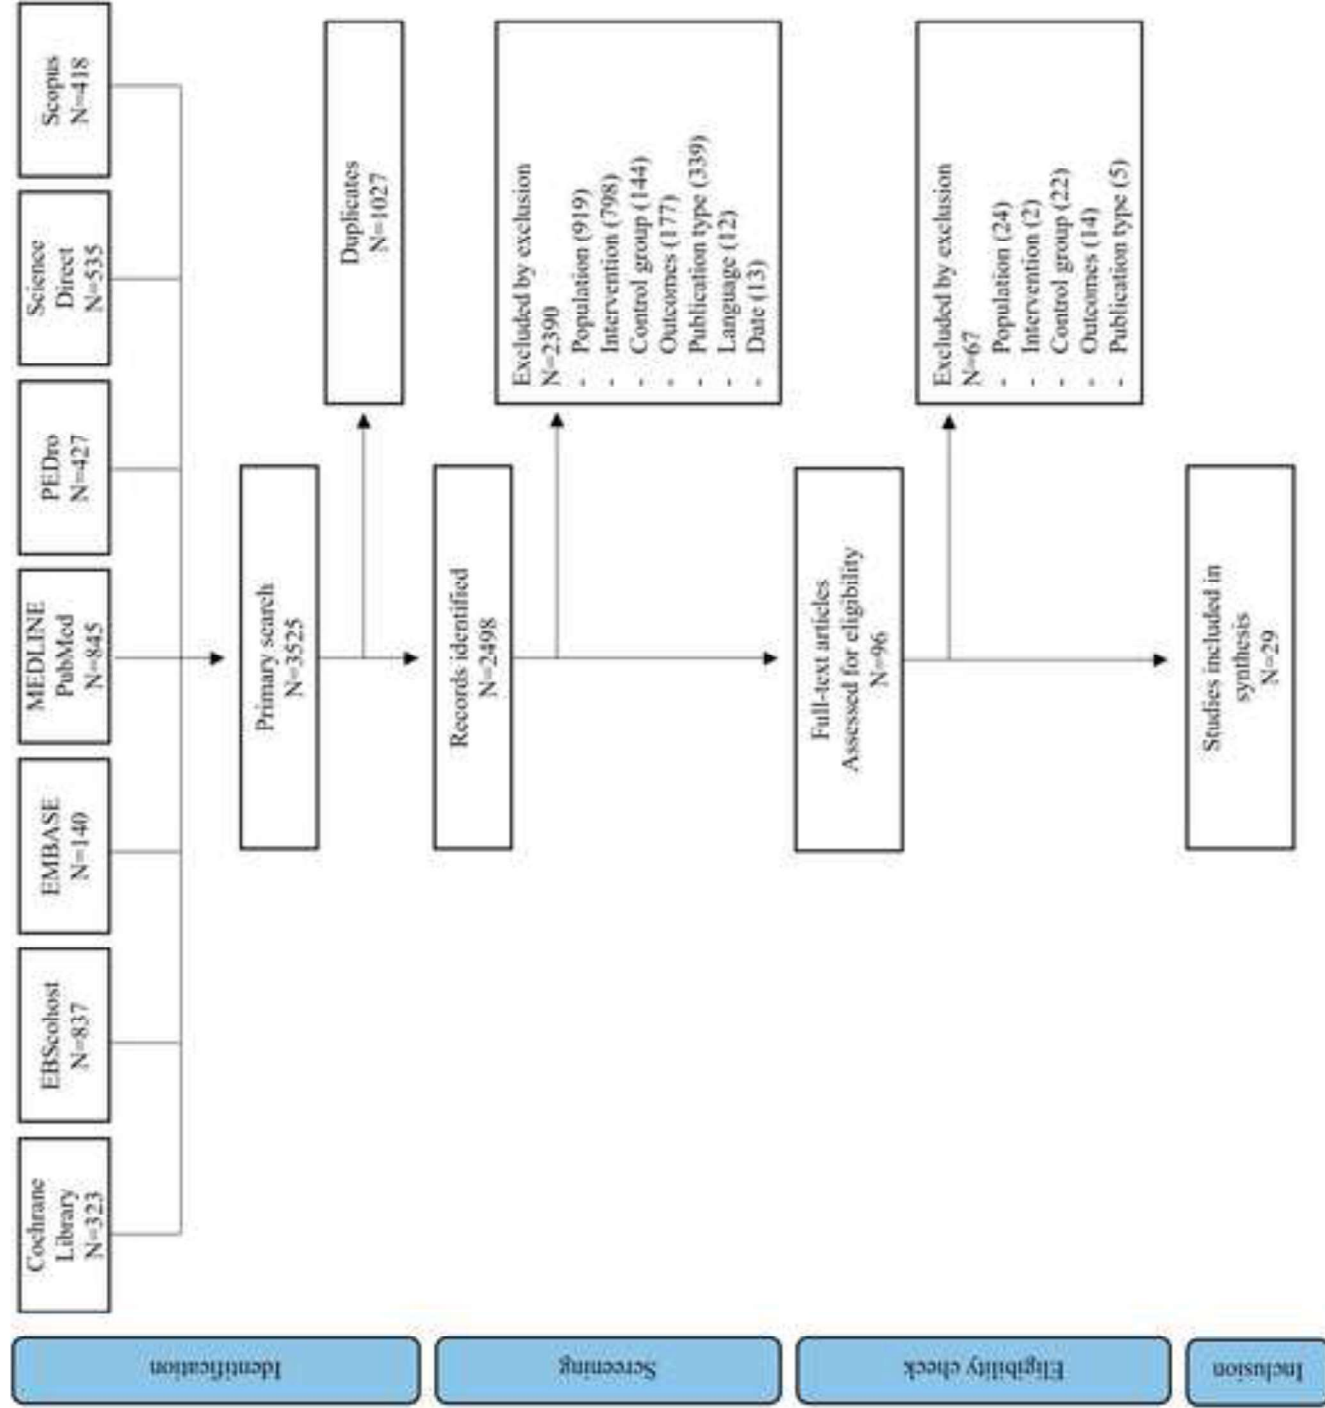 Identification
Cochrane
Library
N=323
EBScohost
N=837
EMBASE
N=140
MEDLINE
PubMed
N=845
PEDro
N=427
Science
Direct
N=535
Scopus
N=418
Primary search
N=3525
Duplicates
N=1027
Screening
Records identified
N=2498
Excluded by exclusion
N=2390
- Population (919)
- Intervention (798)
- Control group (144)
- Outcomes (177)
- Publication type (339)
- Language (12)
- Date (13)
Eligibility check
Full-text articles
Assessed for eligibility
N=96
Excluded by exclusion
N=67
- Population (24)
- Intervention (2)
- Control group (22)
- Outcomes (14)
- Publication type (5)
Inclusion
Studies included in
synthesis
N=29